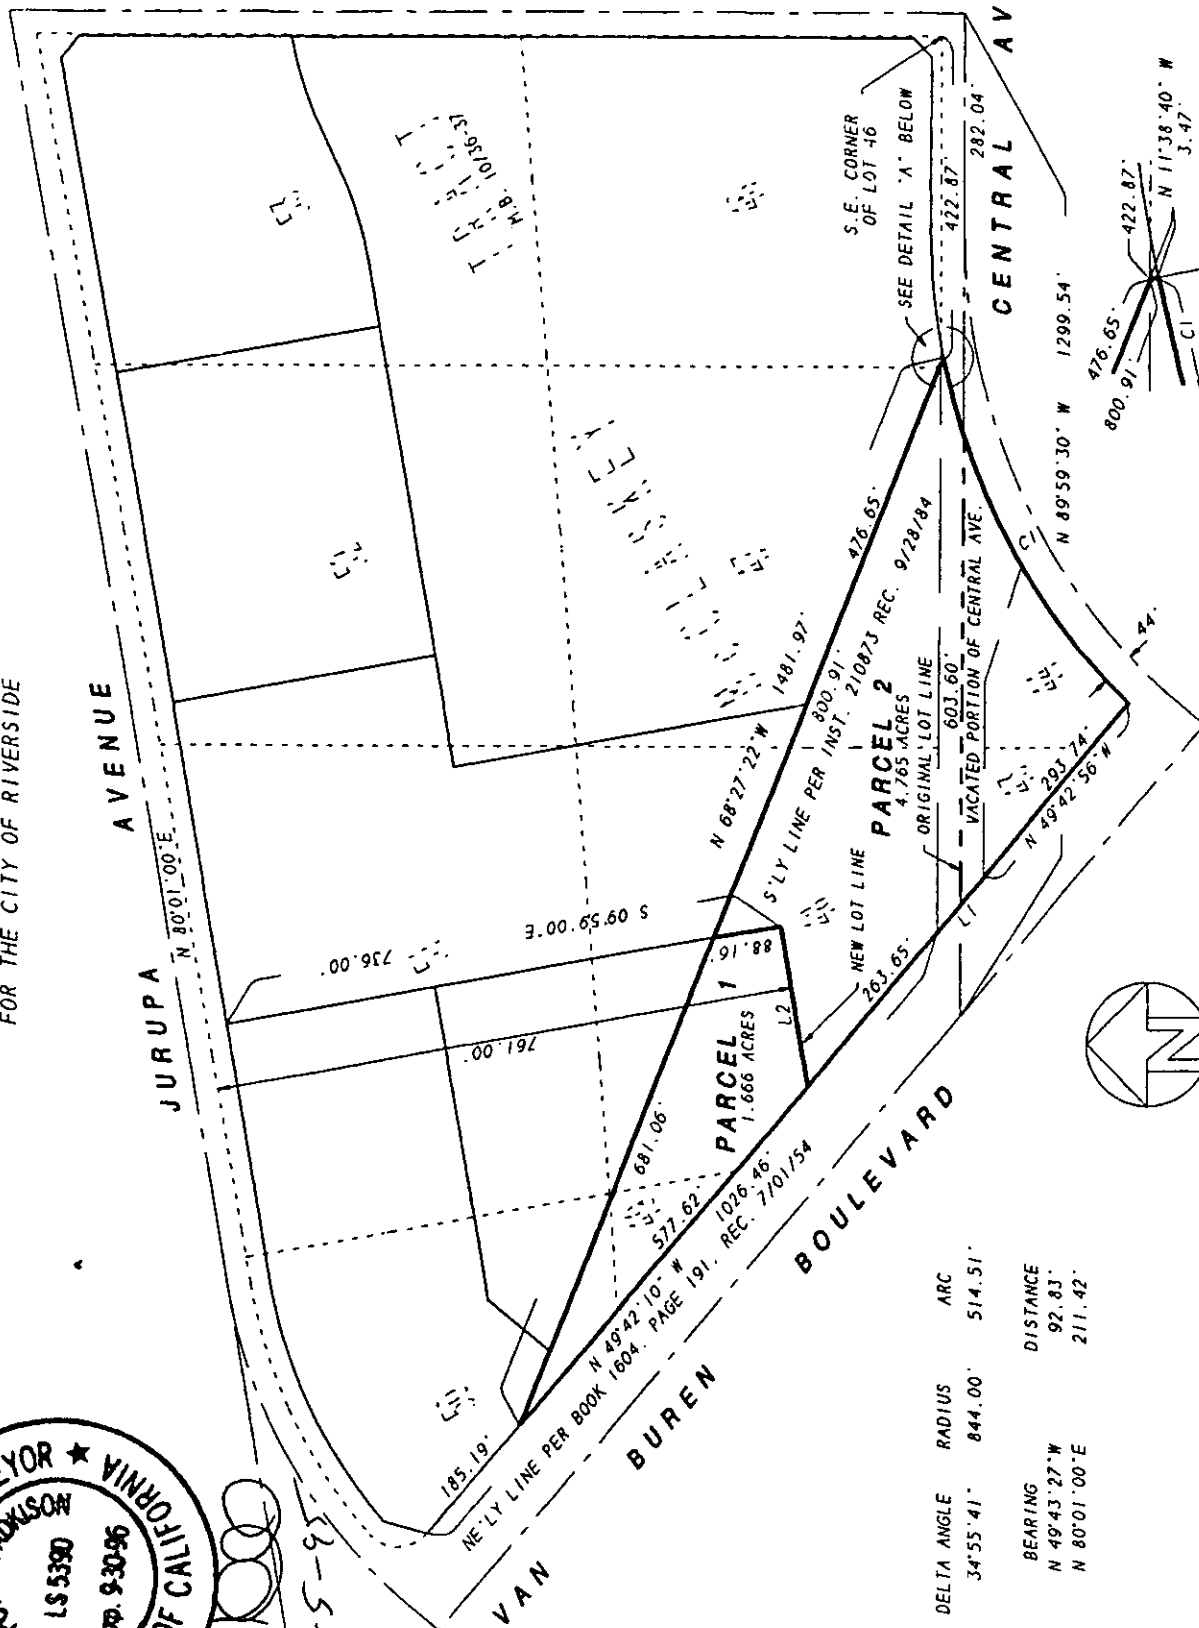 FOR THE CITY OF RIVERSIDE
JURUPA AVENUE
N 80°01'00"E
TRACT
M.B. 10/36-37
WOOLSKEY
S.E. CORNER
OF LOT 46
SEE DETAIL "A" BELOW
422.87'
282.04'
CENTRAL AV
N 89°59'30" W 1299.54'
476.65'
800.91'
422.87'
N 11°38'40" W
3.47'
C1
736.00'
S 09°59'00"E
761.00'
88.16'
N 68°27'22"W 1481.97'
476.65'
800.91'
S'LY LINE PER INST. 210873 REC. 9/28/84
PARCEL 2
4.765 ACRES
ORIGINAL LOT LINE
603.60'
VACATED PORTION OF CENTRAL AVE.
C1
44'
NEW LOT LINE
L2
PARCEL 1
1.666 ACRES
681.06'
263.65'
L1
293.74'
N 49°42'56" W
577.62'
N 49°42'10" W 1026.46'
NE'LY LINE PER BOOK 1604, PAGE 191, REC. 7/01/54
185.19'
VAN BUREN BOULEVARD
N
DELTA ANGLE RADIUS ARC
34°55'41" 844.00' 514.51'
BEARING DISTANCE
N 49°43'27"W 92.83'
N 80°01'00"E 211.42'
LS 5390
9-30-96
OF CALIFORNIA